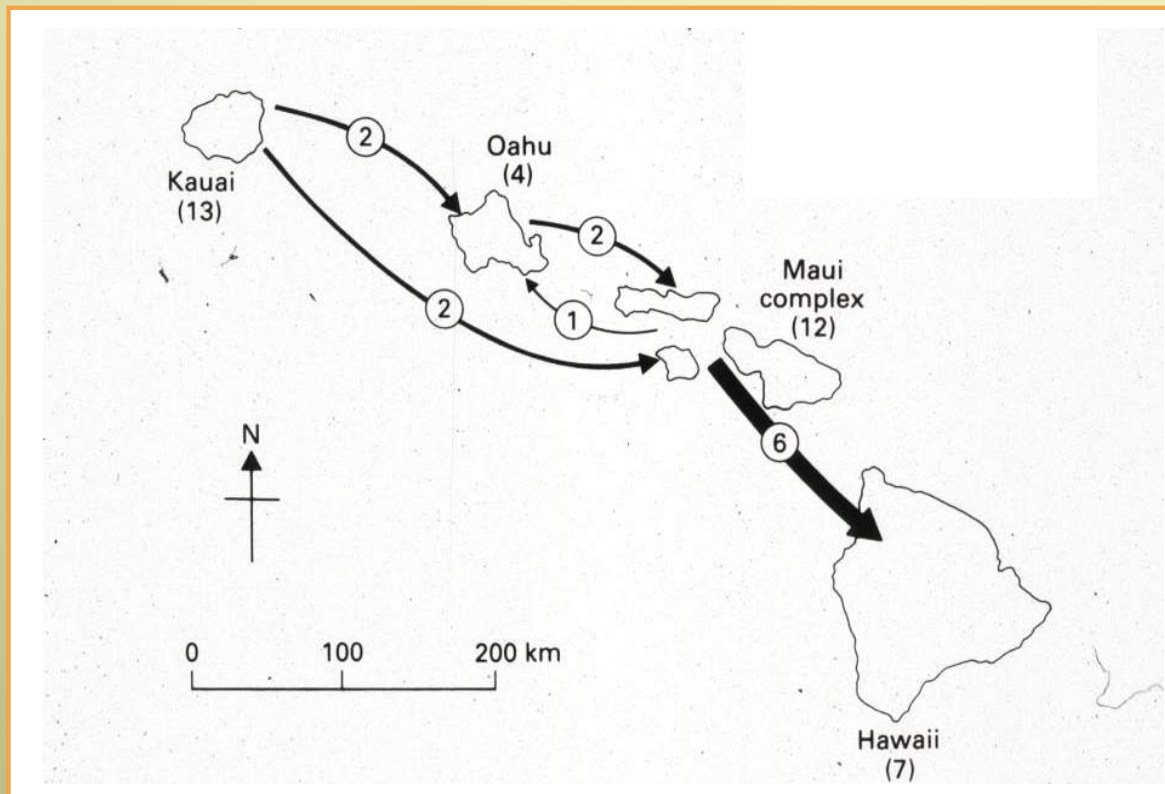 2
Oahu
(4)
Kauai
(13)
2
Maui
complex
(12)
2
1
N
6
0 100 200 km
Hawaii
(7)